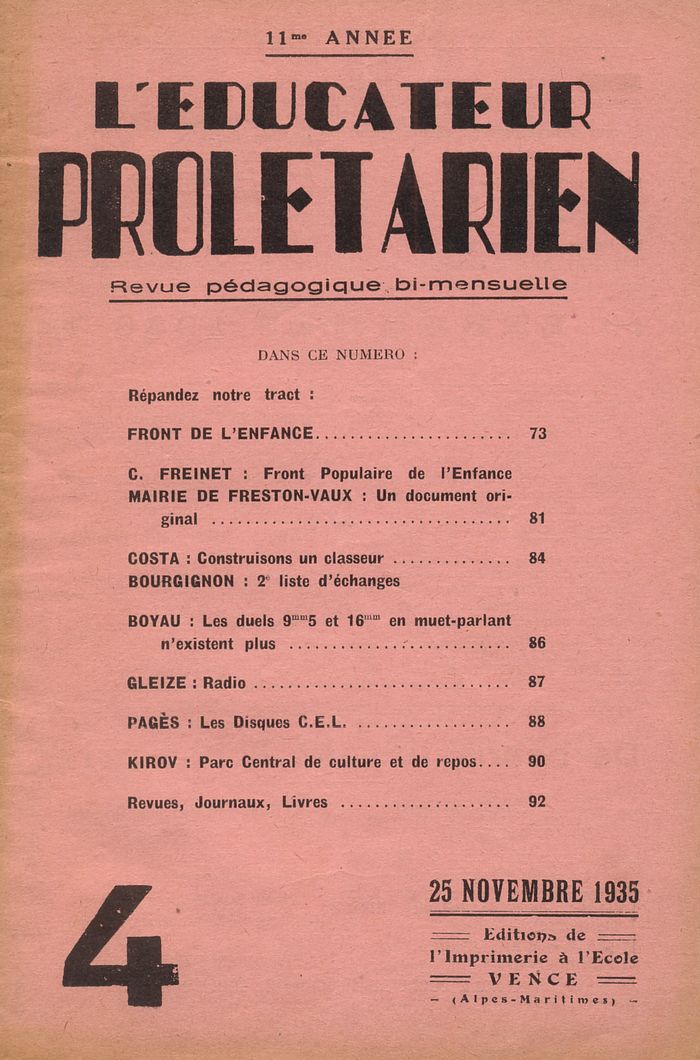 11me ANNEE
L'EDUCATEUR
PROLETARIEN
Revue pédagogique bi-mensuelle
DANS CE NUMERO :
Répandez notre tract :
FRONT DE L'ENFANCE....................... 73
C. FREINET : Front Populaire de l'Enfance
MAIRIE DE FRESTON-VAUX : Un document ori-
ginal ................................... 81
COSTA : Construisons un classeur .............. 84
BOURGIGNON : 2e liste d'échanges
BOYAU : Les duels 9mm5 et 16mm en muet-parlant
n'existent plus .......................... 86
GLEIZE : Radio .............................. 87
PAGÈS : Les Disques C.E.L. .................. 88
KIROV : Parc Central de culture et de repos.... 90
Revues, Journaux, Livres .................... 92
4
25 NOVEMBRE 1935
Editions de
l'Imprimerie à l'Ecole
VENCE
- (Alpes-Maritimes) -